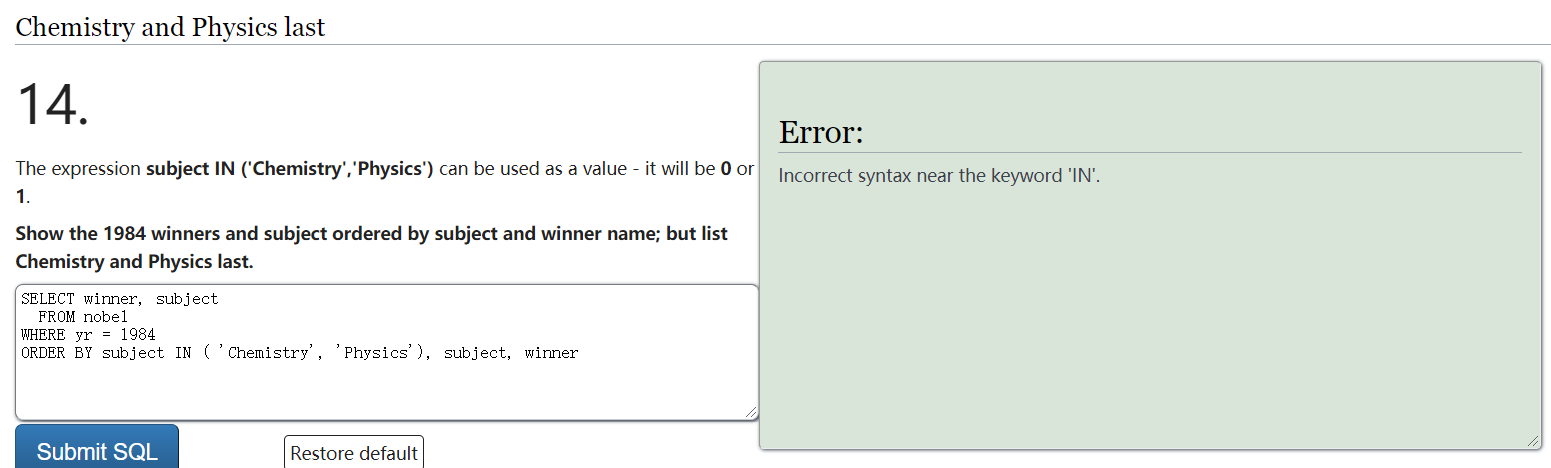 Chemistry and Physics last
14.
The expression subject IN ('Chemistry','Physics') can be used as a value - it will be 0 or
1.
Show the 1984 winners and subject ordered by subject and winner name; but list
Chemistry and Physics last.
SELECT winner, subject
  FROM nobel
WHERE yr = 1984
ORDER BY subject IN ( 'Chemistry', 'Physics'), subject, winner
Submit SQL
Restore default
Error:
Incorrect syntax near the keyword 'IN'.